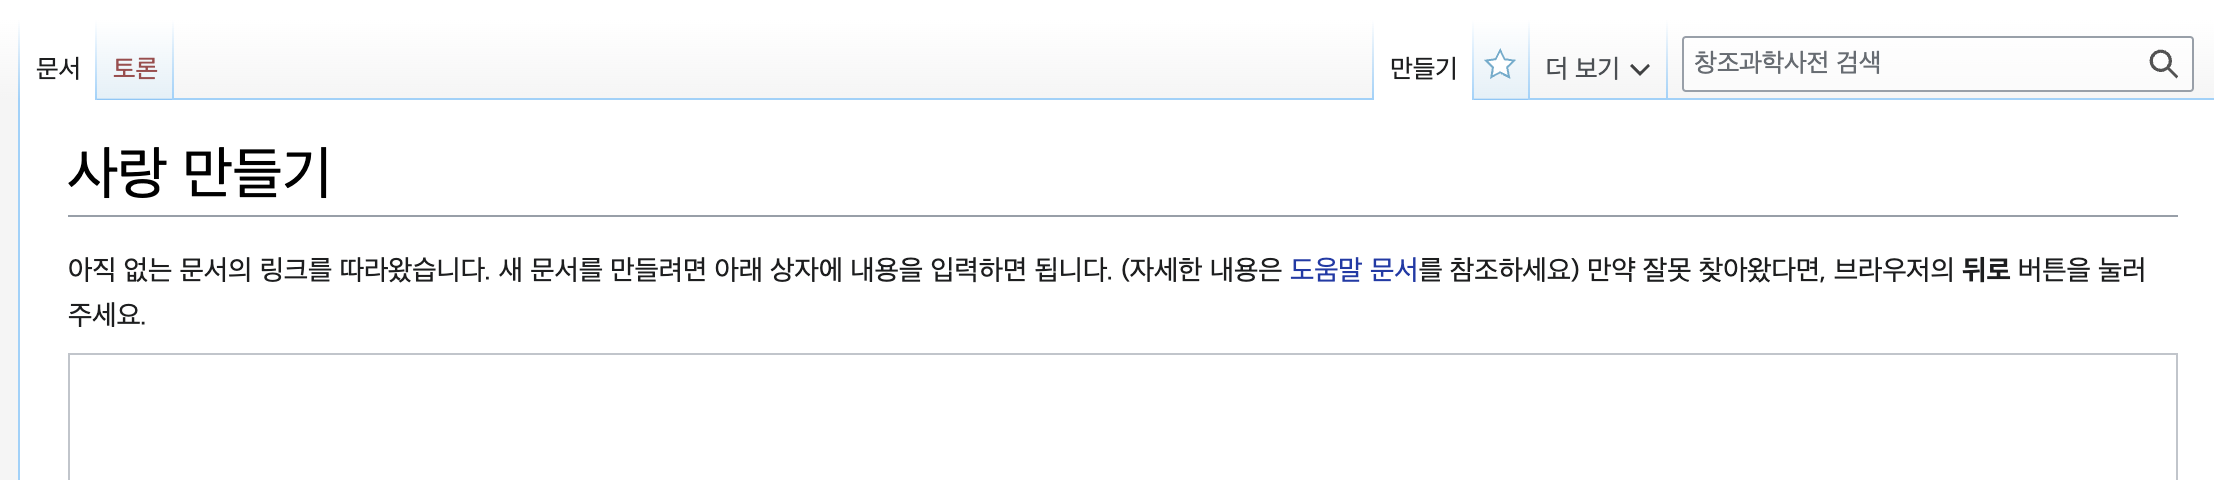 문서 토론 만들기 더 보기 창조과학사전 검색
사랑 만들기
아직 없는 문서의 링크를 따라왔습니다. 새 문서를 만들려면 아래 상자에 내용을 입력하면 됩니다. (자세한 내용은 도움말 문서를 참조하세요) 만약 잘못 찾아왔다면, 브라우저의 뒤로 버튼을 눌러
주세요.